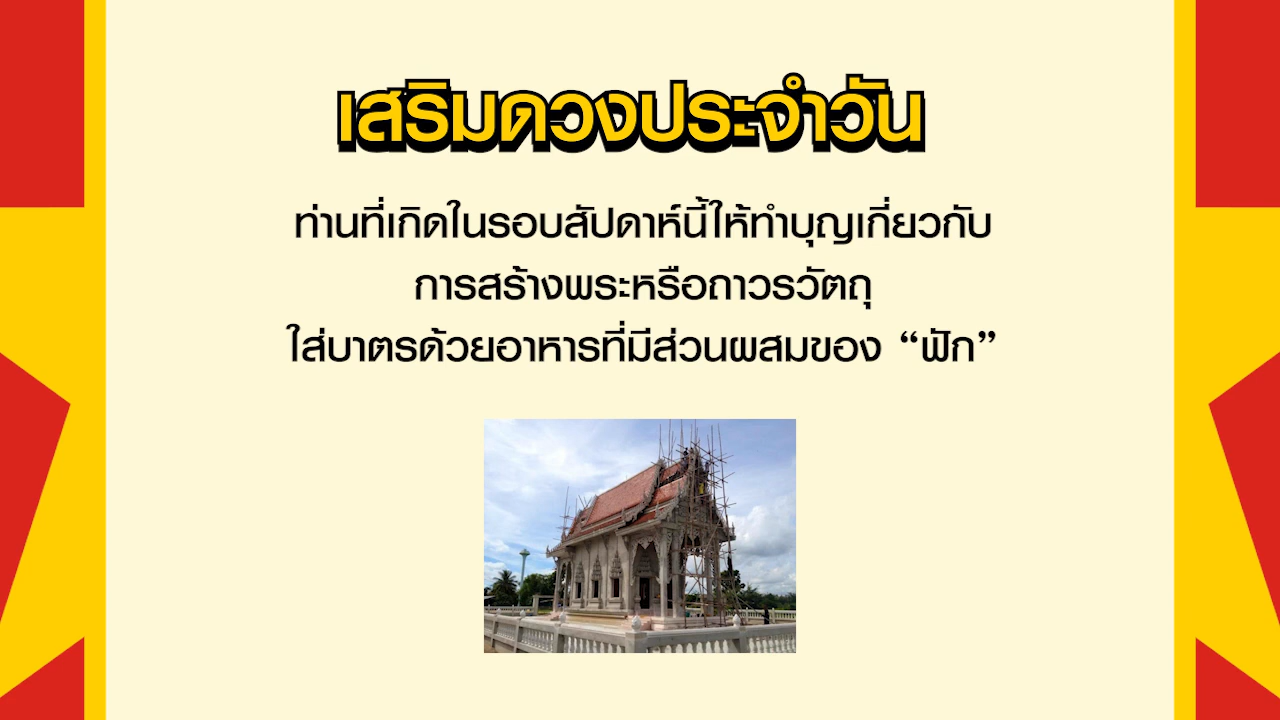 เสริมดวงประจำวัน
ท่านที่เกิดในรอบสัปดาห์นี้ให้ทำบุญเกี่ยวกับ
การสร้างพระหรือถาวรวัตถุ
ใส่บาตรด้วยอาหารที่มีส่วนผสมของ “ฟัก”